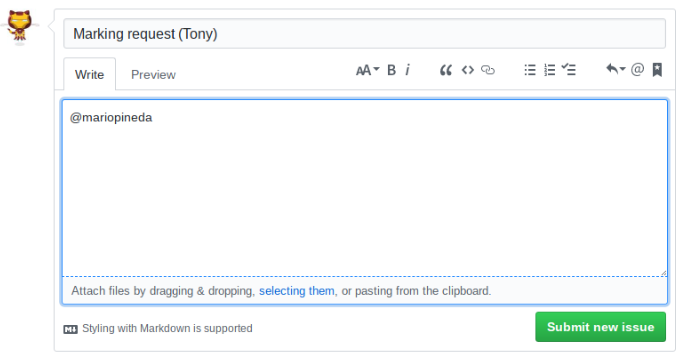 Marking request (Tony)
Write Preview AA B i @
@mariopineda
Attach files by dragging & dropping, selecting them, or pasting from the clipboard.
Styling with Markdown is supported Submit new issue